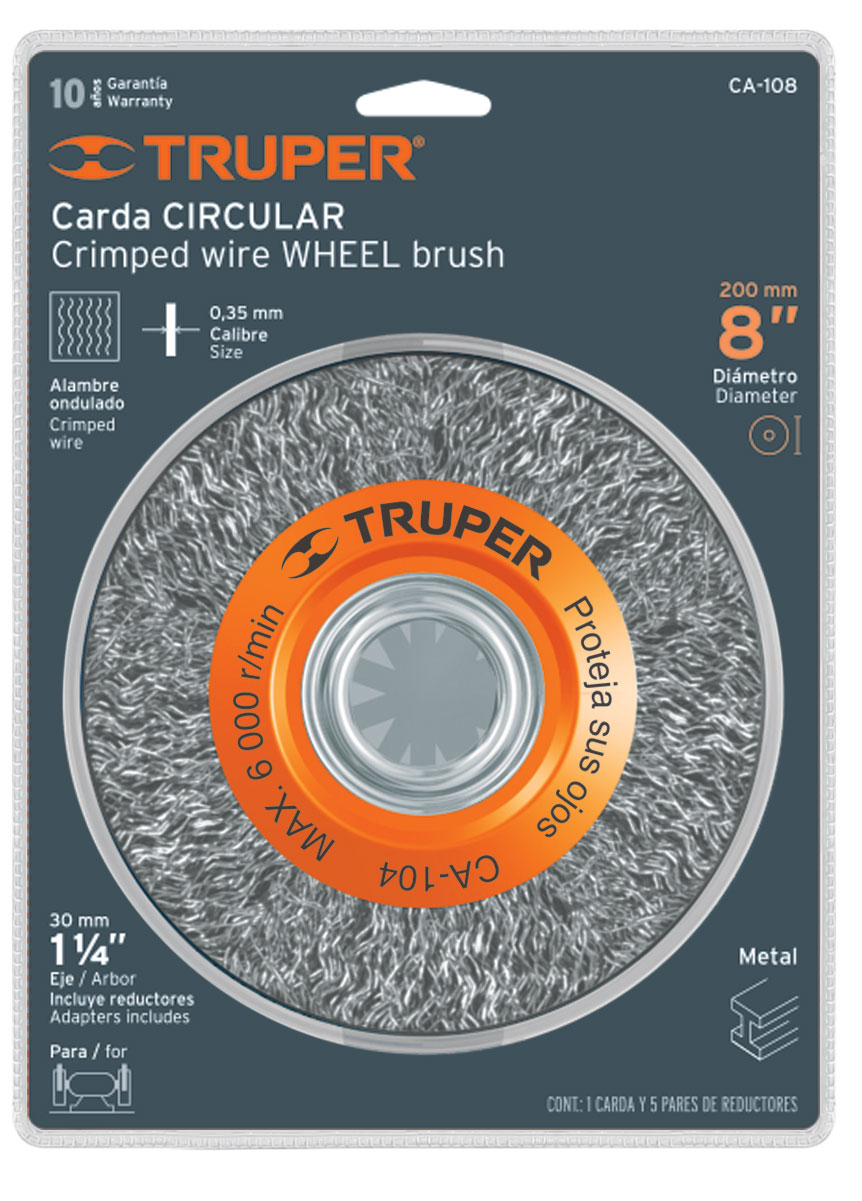 10 años Garantía
Warranty
CA-108
TRUPER®
Carda CIRCULAR
Crimped wire WHEEL brush
0,35 mm
Calibre
Size
Alambre
ondulado
Crimped
wire
200 mm
8"
Diámetro
Diameter
TRUPER
Proteja sus ojos
CA-104
MAX. 6 000 r/min
30 mm
1 1/4"
Eje / Arbor
Incluye reductores
Adapters includes
Para / for
Metal
CONT.: 1 CARDA Y 5 PARES DE REDUCTORES